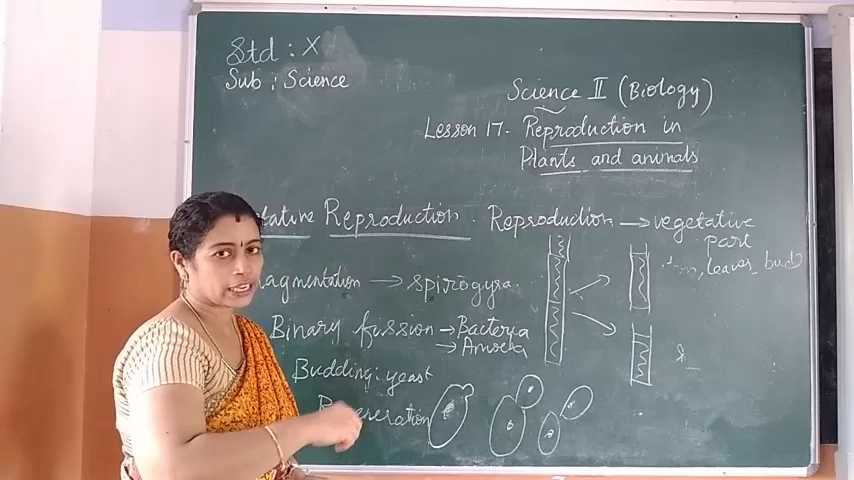 Std : X
Sub : Science
Science II (Biology)
Lesson 17. Reproduction in
Plants and animals
tative Reproduction. Reproduction → vegetative
part
leaves, bud
agmentation → spirogyra.
Binary fission → Bacteria
→ Amoeba
Budding: yeast